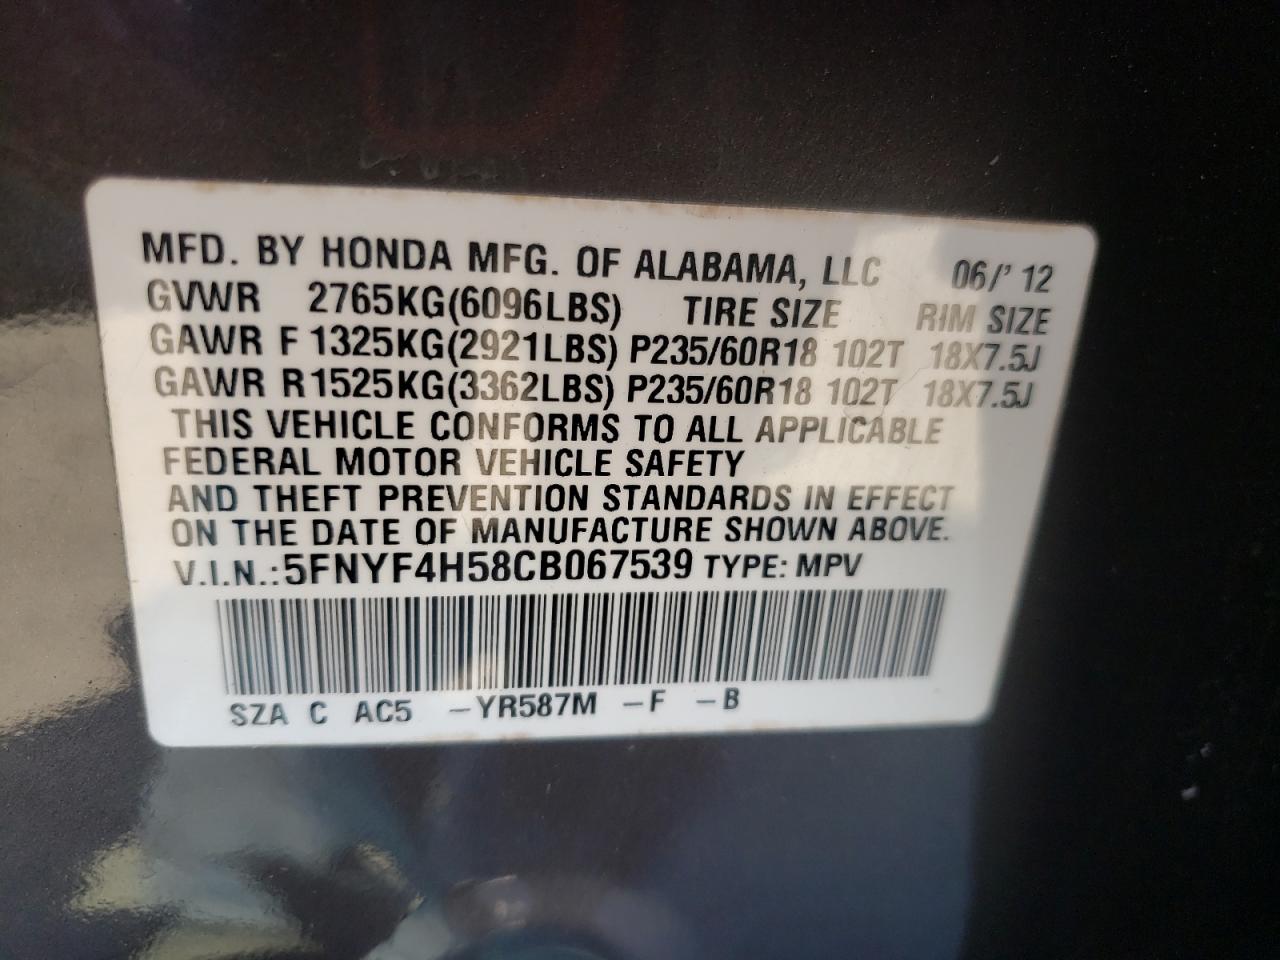 MFD. BY HONDA MFG. OF ALABAMA, LLC 06/'12
GVWR 2765KG(6096LBS) TIRE SIZE RIM SIZE
GAWR F 1325KG(2921LBS) P235/60R18 102T 18X7.5J
GAWR R 1525KG(3362LBS) P235/60R18 102T 18X7.5J
THIS VEHICLE CONFORMS TO ALL APPLICABLE
FEDERAL MOTOR VEHICLE SAFETY
AND THEFT PREVENTION STANDARDS IN EFFECT
ON THE DATE OF MANUFACTURE SHOWN ABOVE.
V.I.N.:5FNYF4H58CB067539 TYPE: MPV
SZA C AC5 -YR587M -F -B